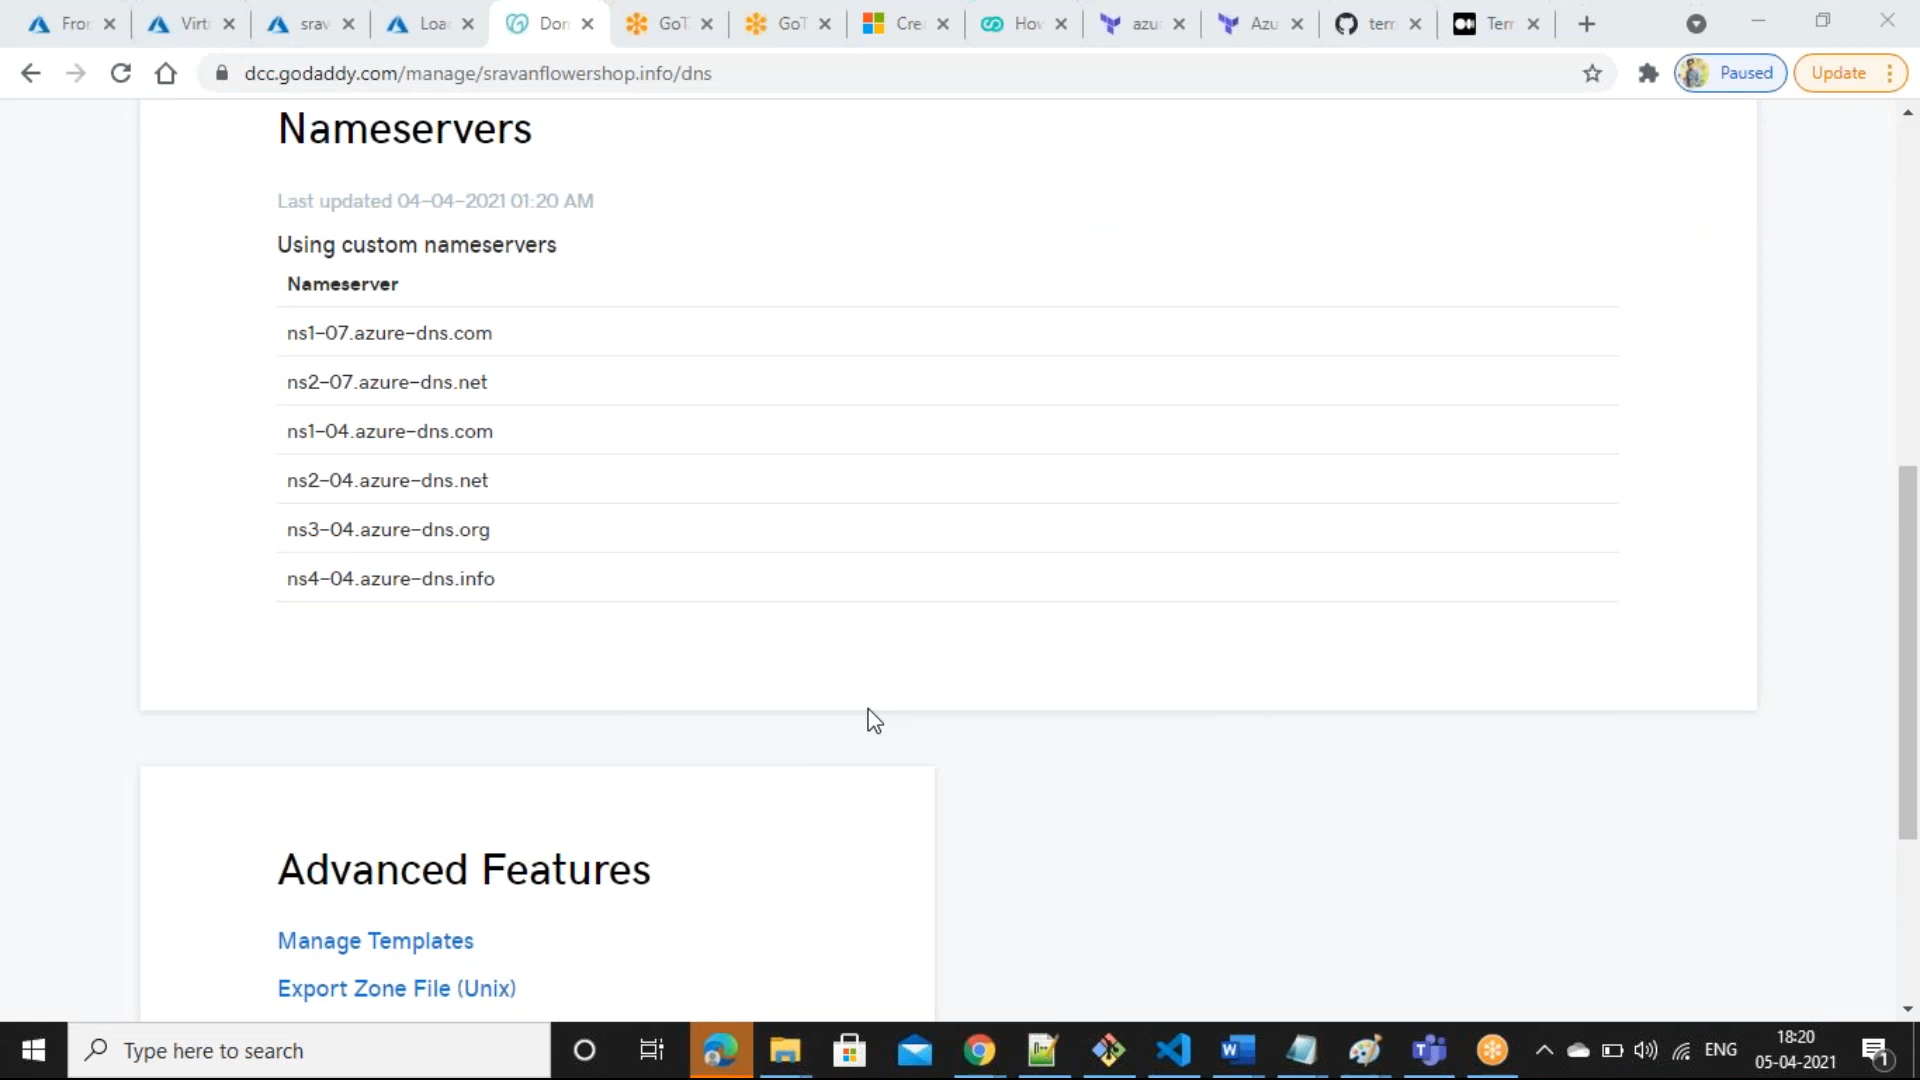 Fro
Virt
srav
Loa
Don
GoT
GoT
Cre
How
azu
Azu
terr
Terr
dcc.godaddy.com/manage/sravanflowershop.info/dns
Paused
Update
Nameservers
Last updated 04-04-2021 01:20 AM
Using custom nameservers
Nameserver
ns1-07.azure-dns.com
ns2-07.azure-dns.net
ns1-04.azure-dns.com
ns2-04.azure-dns.net
ns3-04.azure-dns.org
ns4-04.azure-dns.info
Advanced Features
Manage Templates
Export Zone File (Unix)
Type here to search
ENG
18:20
05-04-2021
1